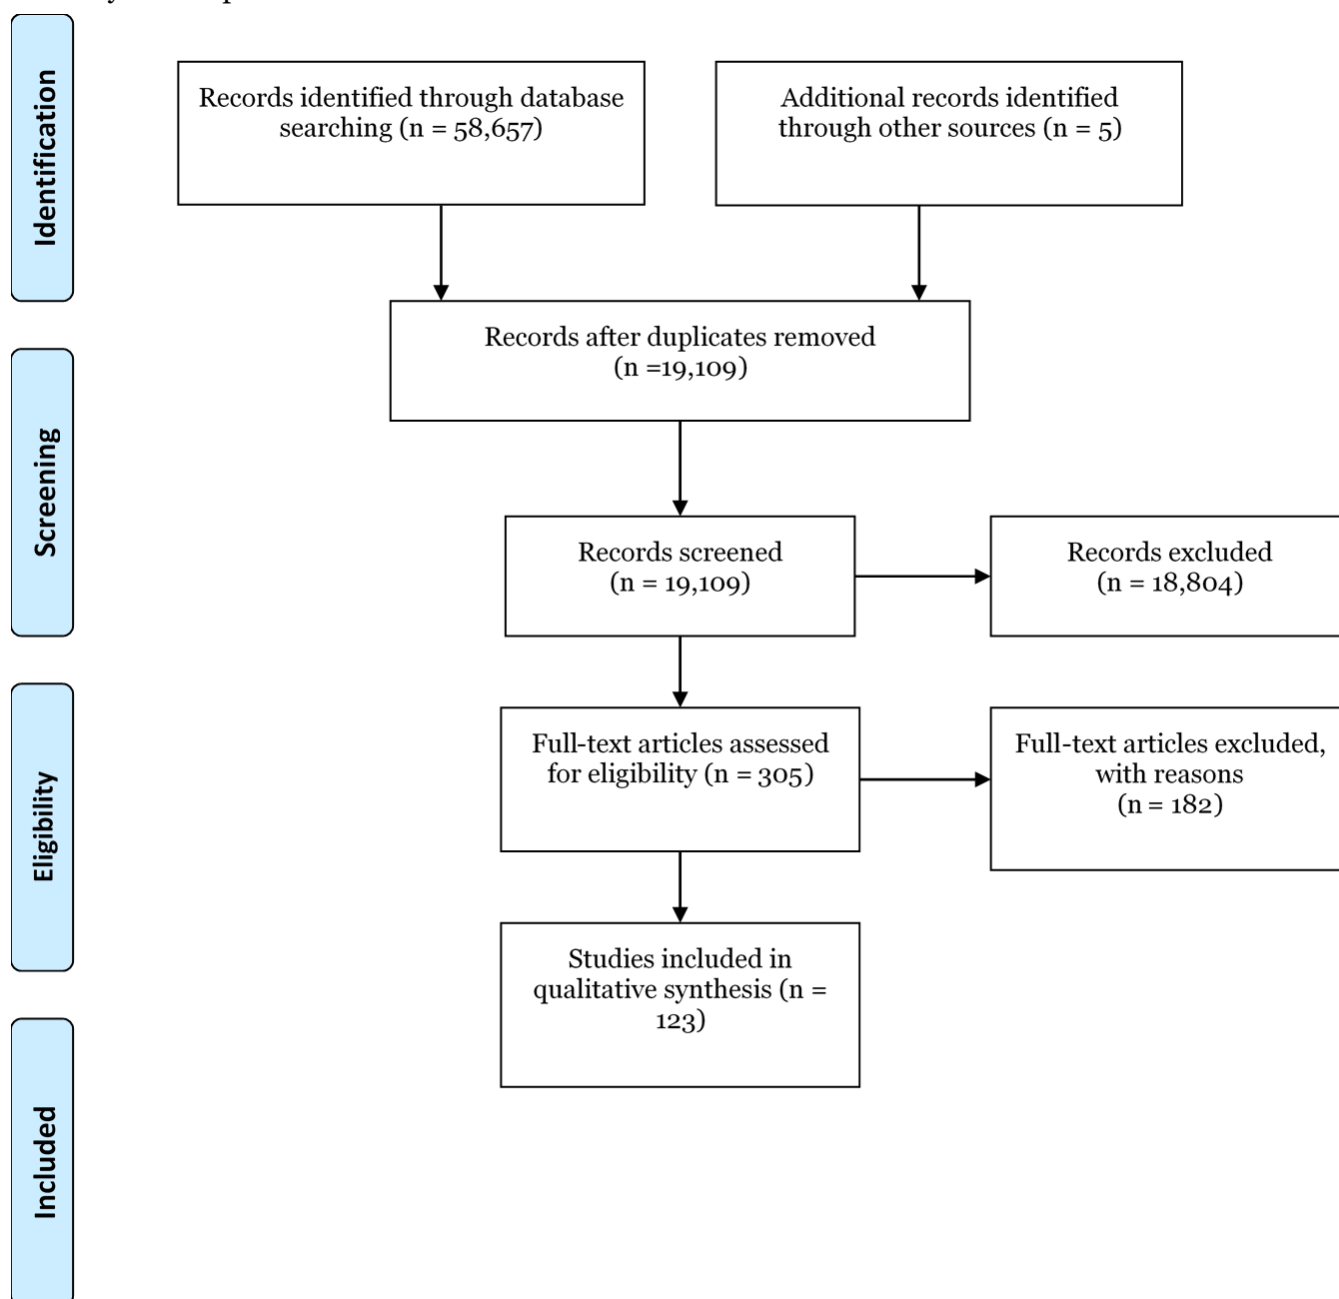 Identification
Records identified through database
searching (n = 58,657)
Additional records identified
through other sources (n = 5)
Records after duplicates removed
(n =19,109)
Screening
Records screened
(n = 19,109)
Records excluded
(n = 18,804)
Eligibility
Full-text articles assessed
for eligibility (n = 305)
Full-text articles excluded,
with reasons
(n = 182)
Studies included in
qualitative synthesis (n =
123)
Included